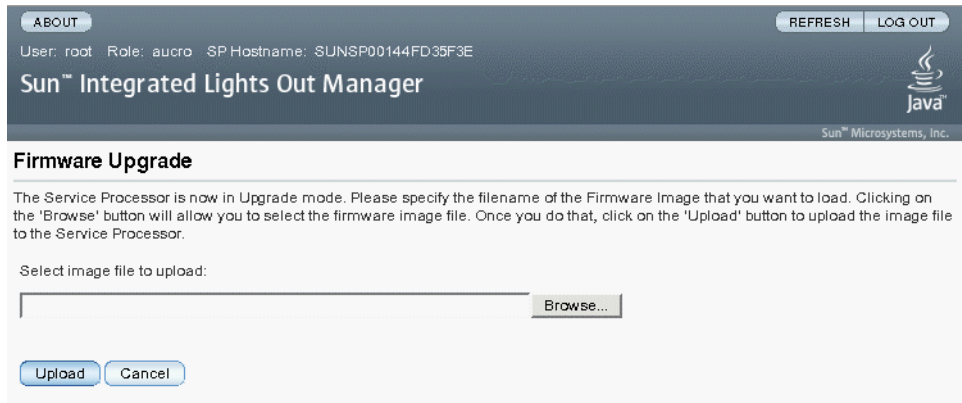 ABOUT
REFRESH LOG OUT
User: root Role: aucro SP Hostname: SUNSP00144FD35F3E
Sun™ Integrated Lights Out Manager
Java™
Sun™ Microsystems, Inc.
Firmware Upgrade
The Service Processor is now in Upgrade mode. Please specify the filename of the Firmware Image that you want to load. Clicking on
the 'Browse' button will allow you to select the firmware image file. Once you do that, click on the 'Upload' button to upload the image file
to the Service Processor.
Select image file to upload:
Browse...
Upload Cancel